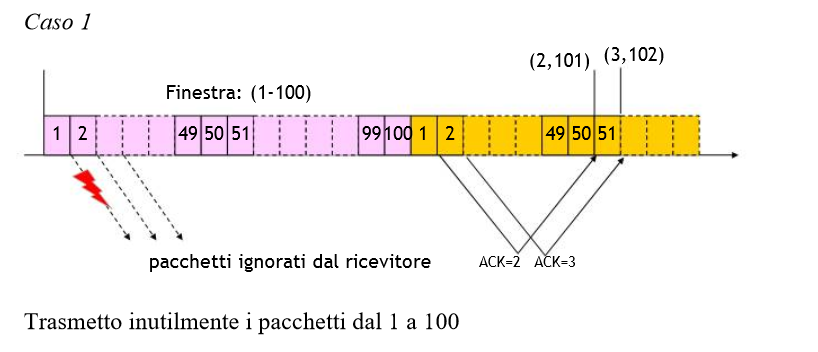 Caso 1
(2,101) (3,102)
Finestra: (1-100)
1 2 49 50 51 99 100 1 2 49 50 51
pacchetti ignorati dal ricevitore ACK=2 ACK=3
Trasmetto inutilmente i pacchetti dal 1 a 100